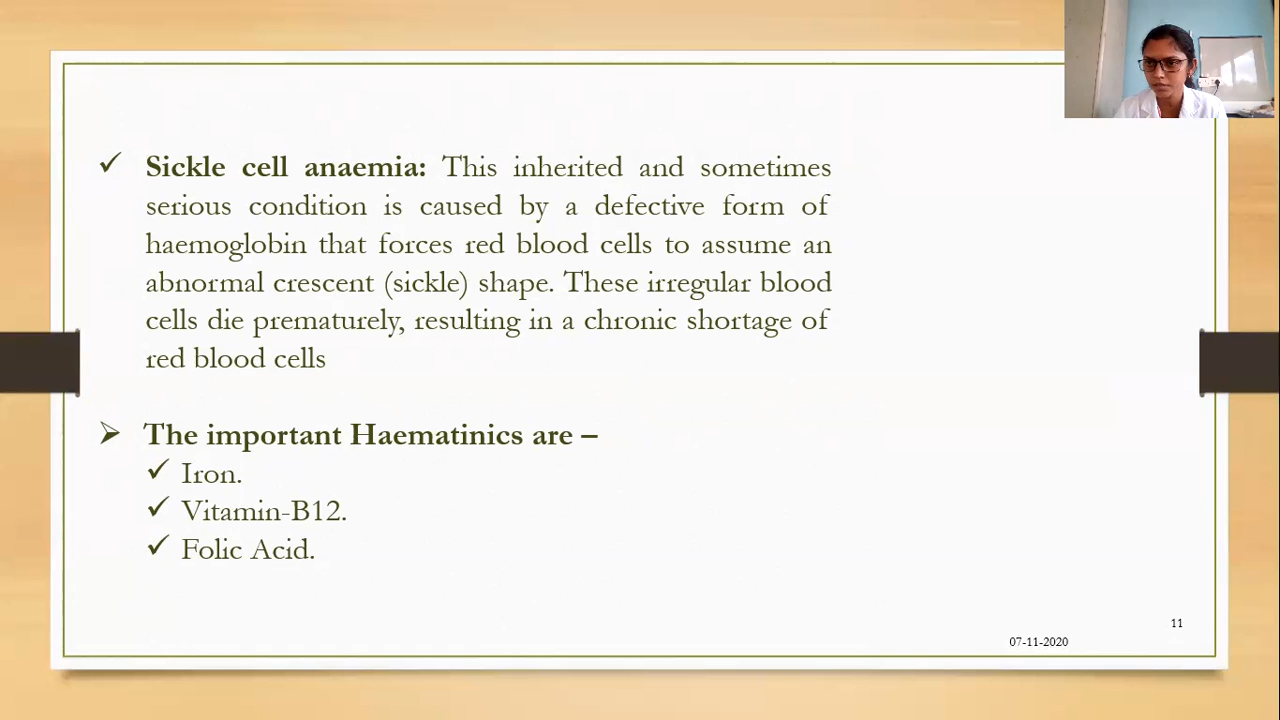 Sickle cell anaemia: This inherited and sometimes
serious condition is caused by a defective form of
haemoglobin that forces red blood cells to assume an
abnormal crescent (sickle) shape. These irregular blood
cells die prematurely, resulting in a chronic shortage of
red blood cells
The important Haematinics are –
Iron.
Vitamin-B12.
Folic Acid.
11
07-11-2020